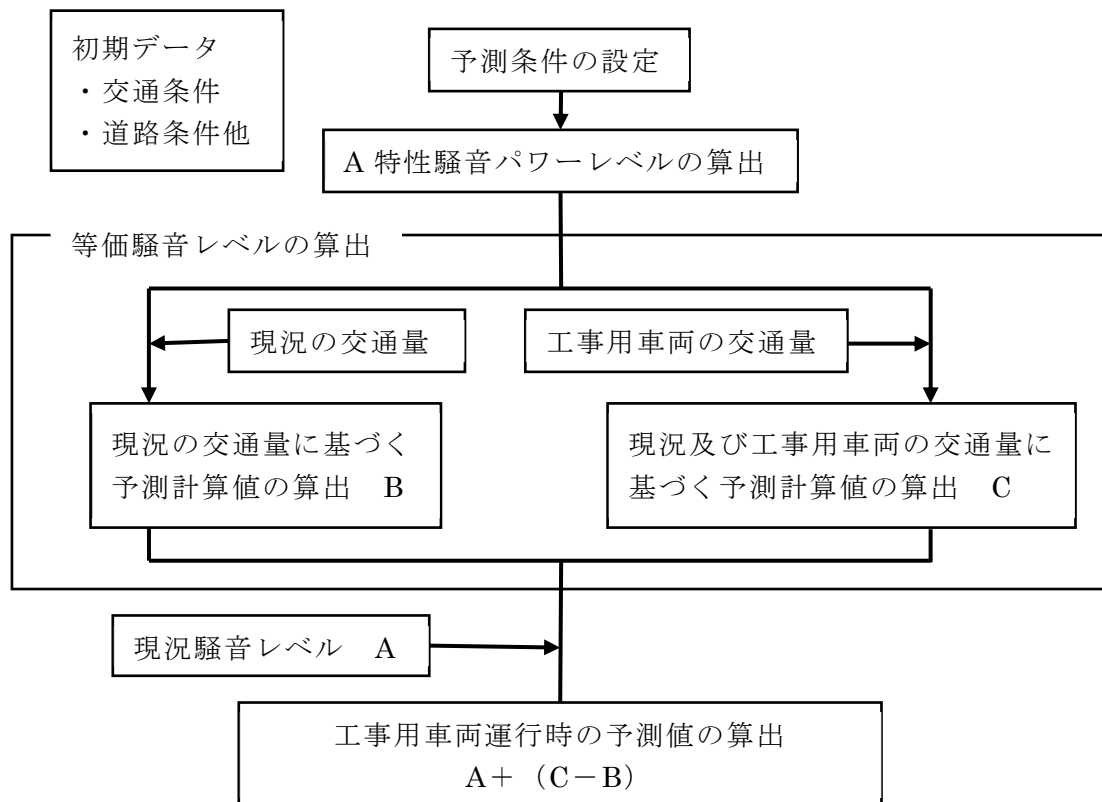 初期データ
・交通条件
・道路条件他
予測条件の設定
A 特性騒音パワーレベルの算出
等価騒音レベルの算出
現況の交通量
工事用車両の交通量
現況の交通量に基づく
予測計算値の算出　B
現況及び工事用車両の交通量に
基づく予測計算値の算出　C
現況騒音レベル　A
工事用車両運行時の予測値の算出
A＋（C－B）